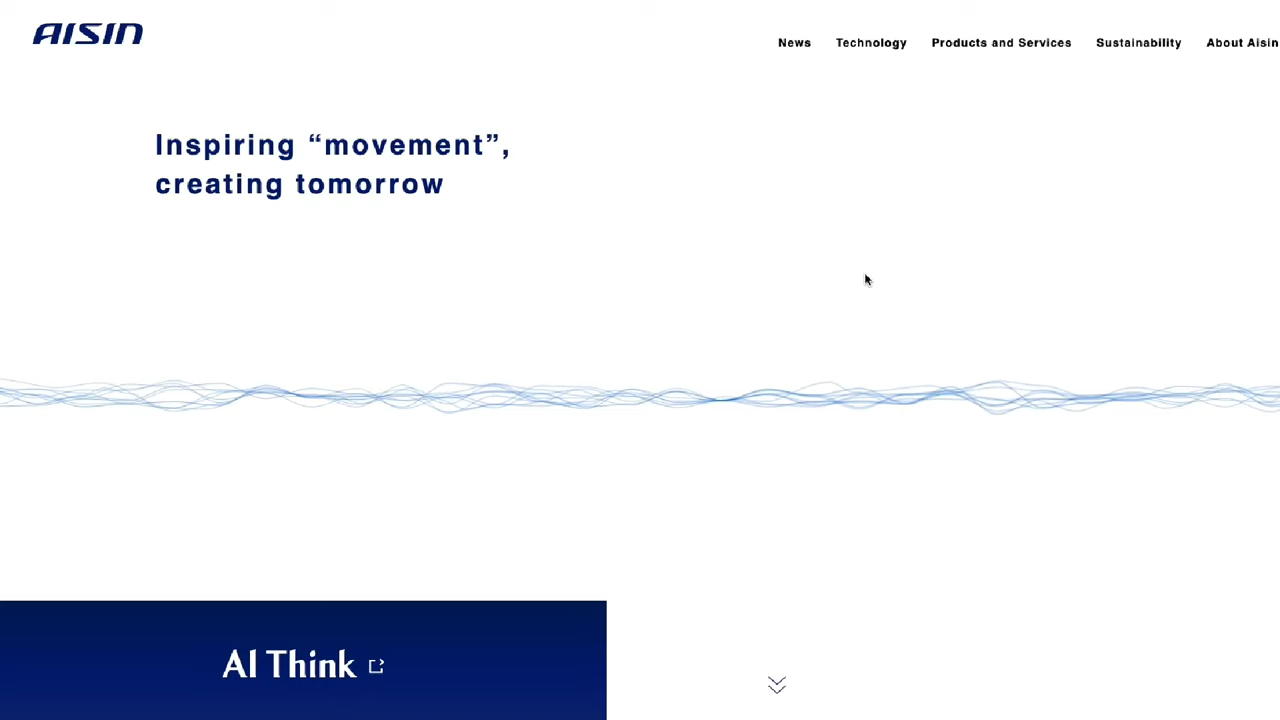 AISIN
News Technology Products and Services Sustainability About Aisin
Inspiring “movement”,
creating tomorrow
AI Think